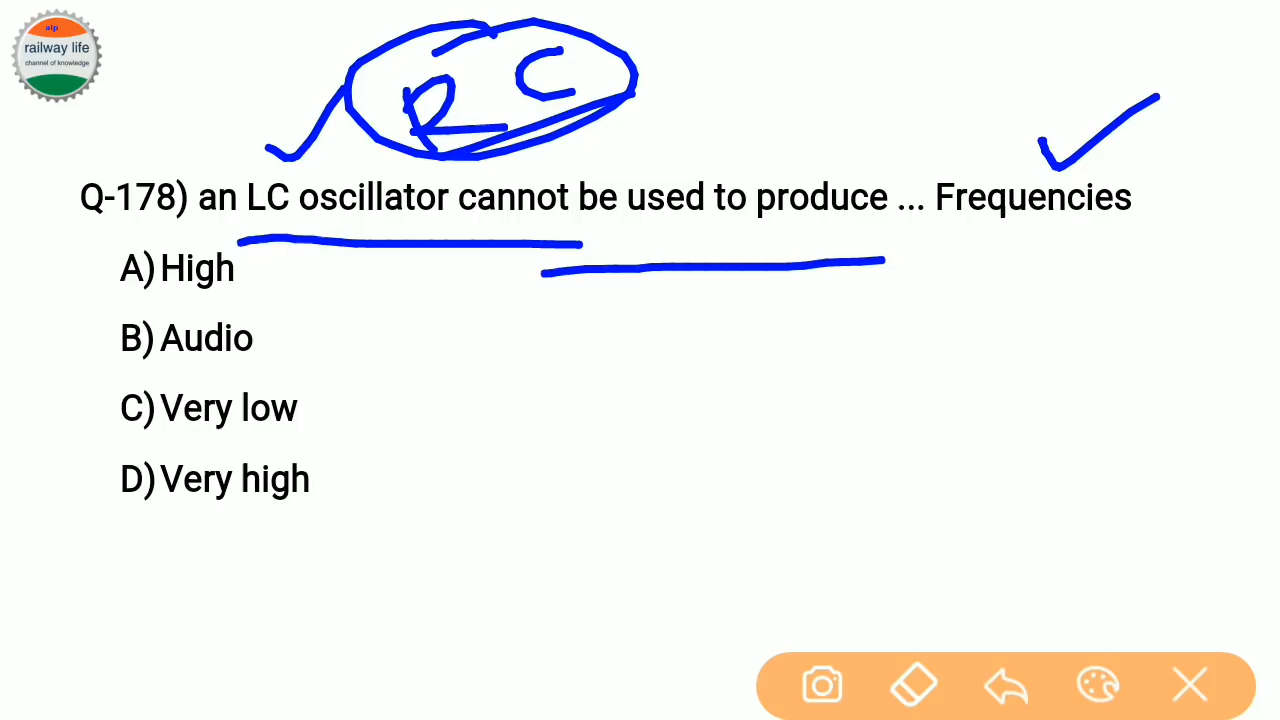 alp
railway life
channel of knowledge
R C
Q-178) an LC oscillator cannot be used to produce ... Frequencies
A) High
B) Audio
C) Very low
D) Very high